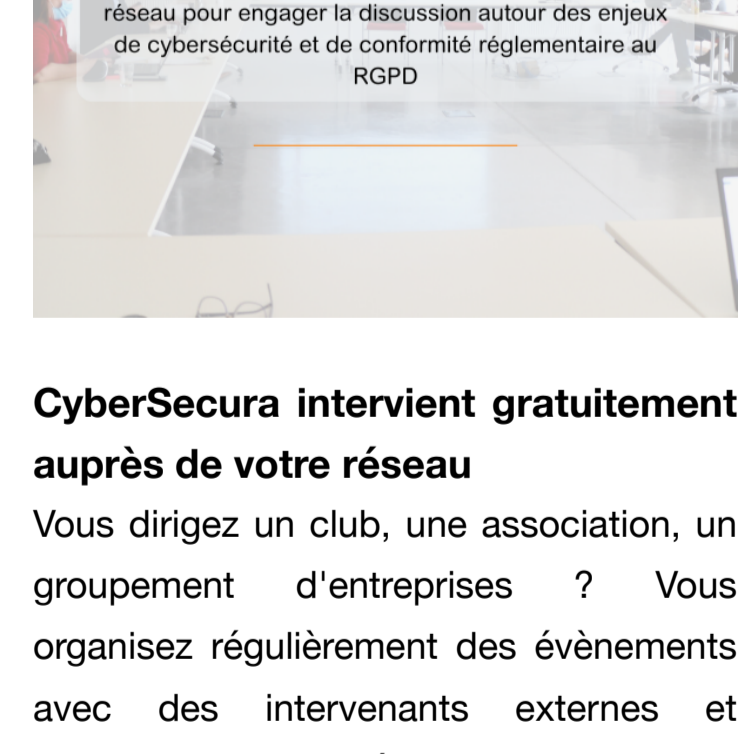 réseau pour engager la discussion autour des enjeux
de cybersécurité et de conformité réglementaire au
RGPD
CyberSecura intervient gratuitement
auprès de votre réseau
Vous dirigez un club, une association, un
groupement d'entreprises ? Vous
organisez régulièrement des évènements
avec des intervenants externes et